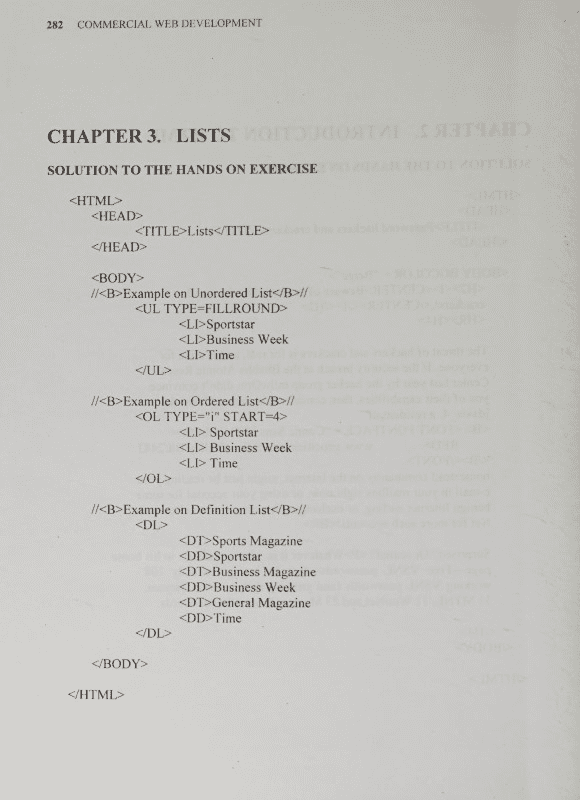 282 COMMERCIAL WEB DEVELOPMENT
CHAPTER 3. LISTS
SOLUTION TO THE HANDS ON EXERCISE
<HTML>
<HEAD>
<TITLE>Lists</TITLE>
</HEAD>
<BODY>
//<B>Example on Unordered List</B>//
<UL TYPE=FILLROUND>
<LI>Sportstar
<LI>Business Week
<LI>Time
</UL>
//<B>Example on Ordered List</B>//
<OL TYPE="i" START=4>
<LI> Sportstar
<LI> Business Week
<LI> Time
</OL>
//<B>Example on Definition List</B>//
<DL>
<DT>Sports Magazine
<DD>Sportstar
<DT>Business Magazine
<DD>Business Week
<DT>General Magazine
<DD>Time
</DL>
</BODY>
</HTML>